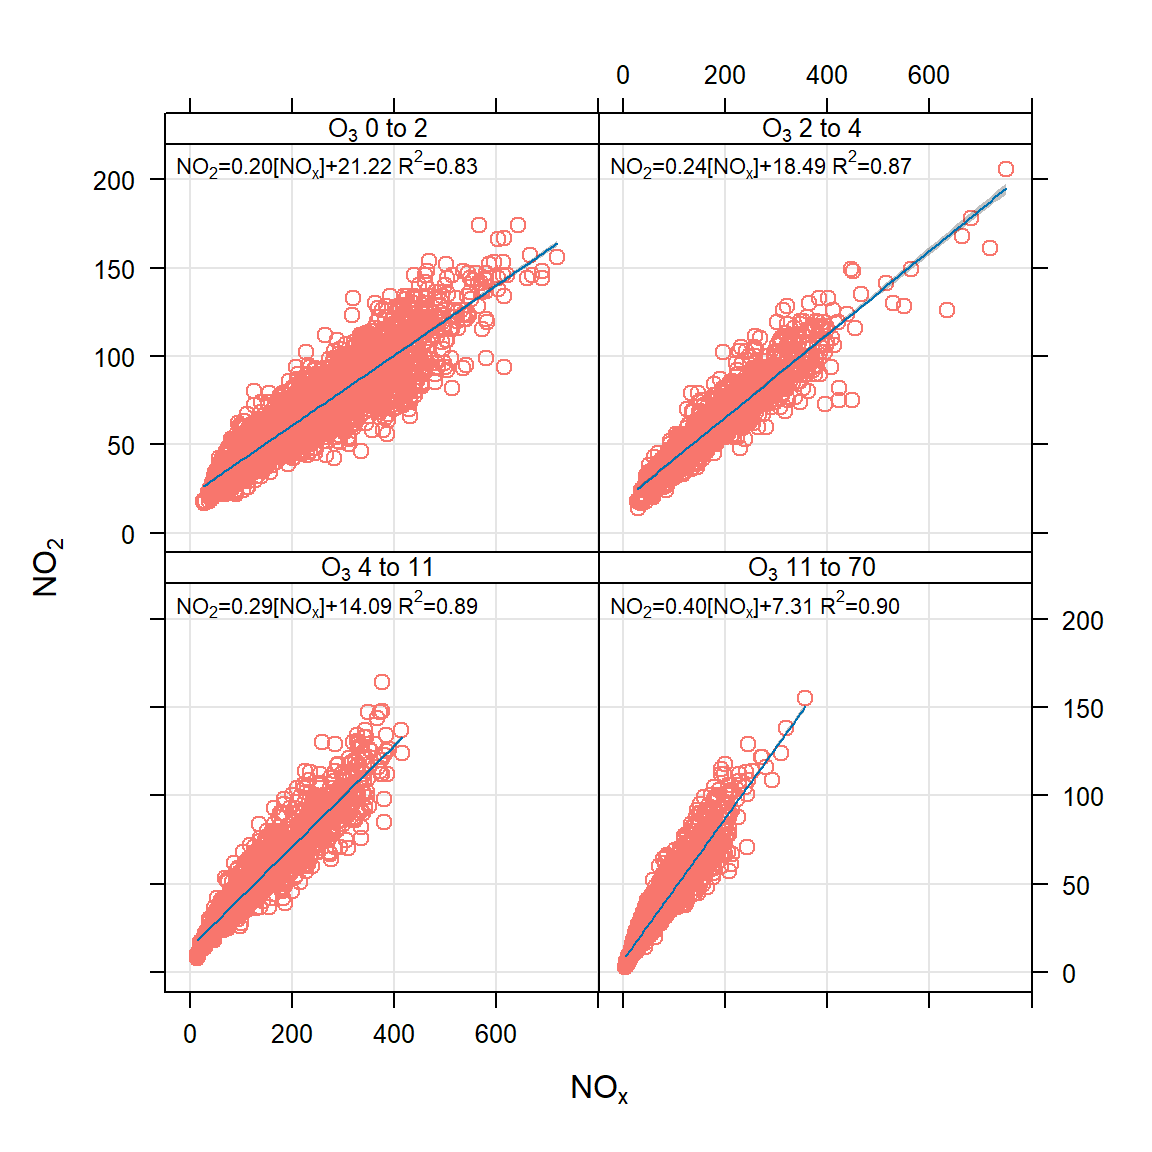 0 200 400 600
O₃ 0 to 2 O₃ 2 to 4
NO₂=0.20[NOₓ]+21.22 R²=0.83 NO₂=0.24[NOₓ]+18.49 R²=0.87
200
150
100
50
0
NO₂
O₃ 4 to 11 O₃ 11 to 70
NO₂=0.29[NOₓ]+14.09 R²=0.89 NO₂=0.40[NOₓ]+7.31 R²=0.90
200
150
100
50
0
0 200 400 600
NOₓ